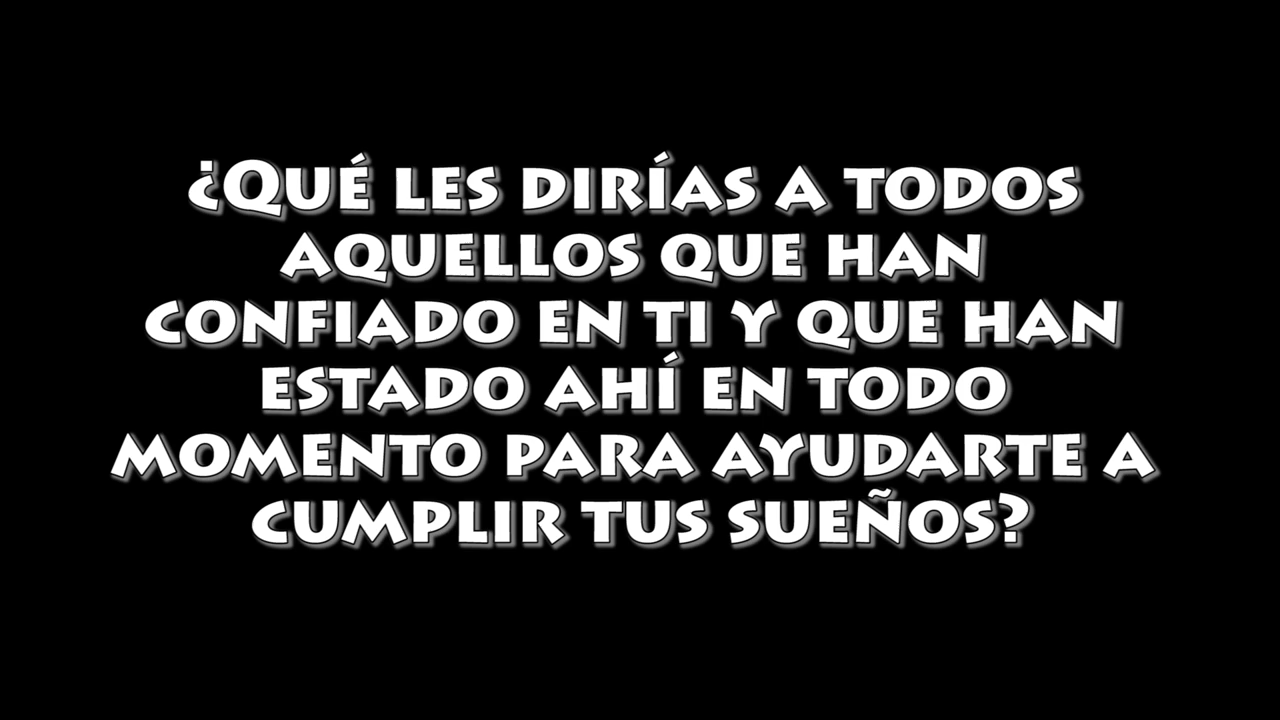 ¿Qué les dirías a todos
aquellos que han
confiado en ti y que han
estado ahí en todo
momento para ayudarte a
cumplir tus sueños?